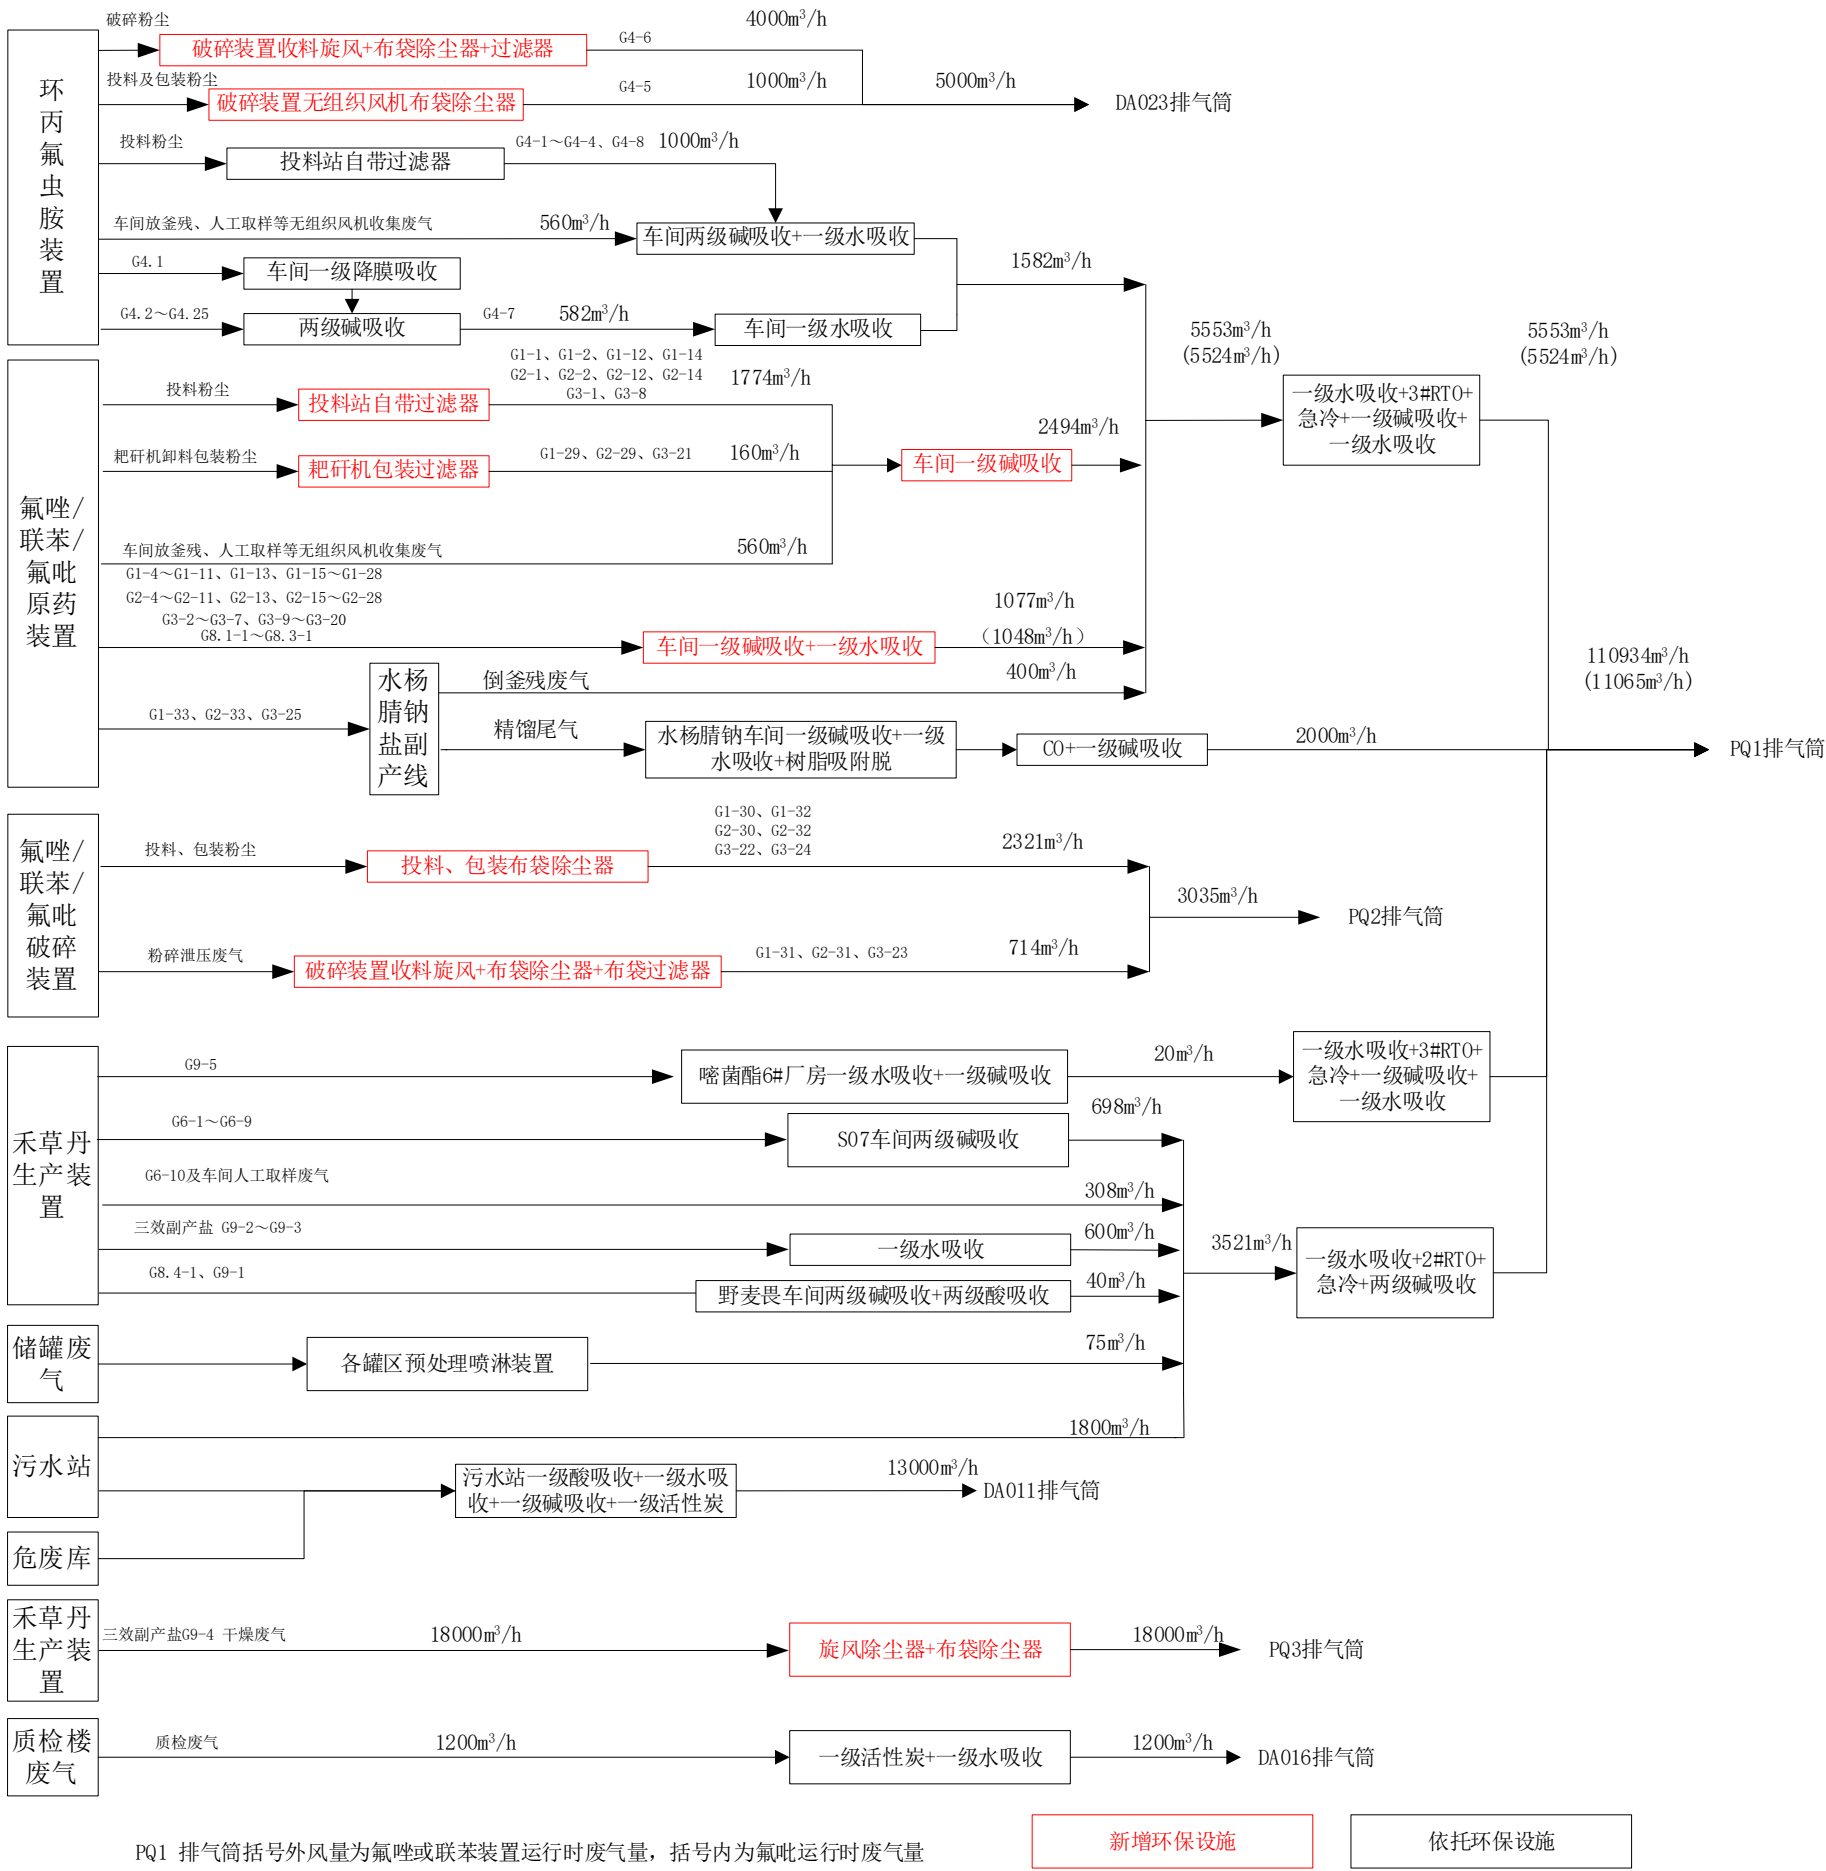 环
丙
氟
虫
胺
装
置
破碎粉尘
破碎装置收料旋风+布袋除尘器+过滤器
G4-6
4000m³/h
投料及包装粉尘
破碎装置无组织风机布袋除尘器
G4-5
1000m³/h
5000m³/h
DA023排气筒
投料粉尘
投料站自带过滤器
G4-1～G4-4、G4-8
1000m³/h
车间放釜残、人工取样等无组织风机收集废气
560m³/h
车间两级碱吸收+一级水吸收
G4.1
车间一级降膜吸收
1582m³/h
G4.2～G4.25
两级碱吸收
G4-7
582m³/h
车间一级水吸收
5553m³/h
(5524m³/h)
5553m³/h
(5524m³/h)
氟唑/
联苯/
氟吡
原药
装置
投料粉尘
投料站自带过滤器
G1-1、G1-2、G1-12、G1-14
G2-1、G2-2、G2-12、G2-14
G3-1、G3-8
1774m³/h
一级水吸收+3#RTO+
急冷+一级碱吸收+
一级水吸收
耙矸机卸料包装粉尘
耙矸机包装过滤器
G1-29、G2-29、G3-21
160m³/h
车间一级碱吸收
2494m³/h
车间放釜残、人工取样等无组织风机收集废气
560m³/h
G1-4～G1-11、G1-13、G1-15～G1-28
G2-4～G2-11、G2-13、G2-15～G2-28
G3-2～G3-7、G3-9～G3-20
G8.1-1～G8.3-1
车间一级碱吸收+一级水吸收
1077m³/h
（1048m³/h）
110934m³/h
(11065m³/h)
G1-33、G2-33、G3-25
水杨
腈钠
盐副
产线
倒釜残废气
400m³/h
精馏尾气
水杨腈钠车间一级碱吸收+一级
水吸收+树脂吸附脱
CO+一级碱吸收
2000m³/h
PQ1排气筒
氟唑/
联苯/
氟吡
破碎
装置
投料、包装粉尘
投料、包装布袋除尘器
G1-30、G1-32
G2-30、G2-32
G3-22、G3-24
2321m³/h
3035m³/h
PQ2排气筒
粉碎泄压废气
破碎装置收料旋风+布袋除尘器+布袋过滤器
G1-31、G2-31、G3-23
714m³/h
禾草丹
生产装
置
G9-5
嘧菌酯6#厂房一级水吸收+一级碱吸收
20m³/h
一级水吸收+3#RTO+
急冷+一级碱吸收+
一级水吸收
G6-1～G6-9
S07车间两级碱吸收
698m³/h
G6-10及车间人工取样废气
308m³/h
三效副产盐 G9-2～G9-3
一级水吸收
600m³/h
3521m³/h
一级水吸收+2#RTO+
急冷+两级碱吸收
G8.4-1、G9-1
野麦畏车间两级碱吸收+两级酸吸收
40m³/h
储罐废
气
各罐区预处理喷淋装置
75m³/h
污水站
1800m³/h
污水站一级酸吸收+一级水吸
收+一级碱吸收+一级活性炭
13000m³/h
DA011排气筒
危废库
禾草丹
生产装
置
三效副产盐G9-4 干燥废气
18000m³/h
旋风除尘器+布袋除尘器
18000m³/h
PQ3排气筒
质检楼
废气
质检废气
1200m³/h
一级活性炭+一级水吸收
1200m³/h
DA016排气筒
新增环保设施
依托环保设施
PQ1 排气筒括号外风量为氟唑或联苯装置运行时废气量，括号内为氟吡运行时废气量